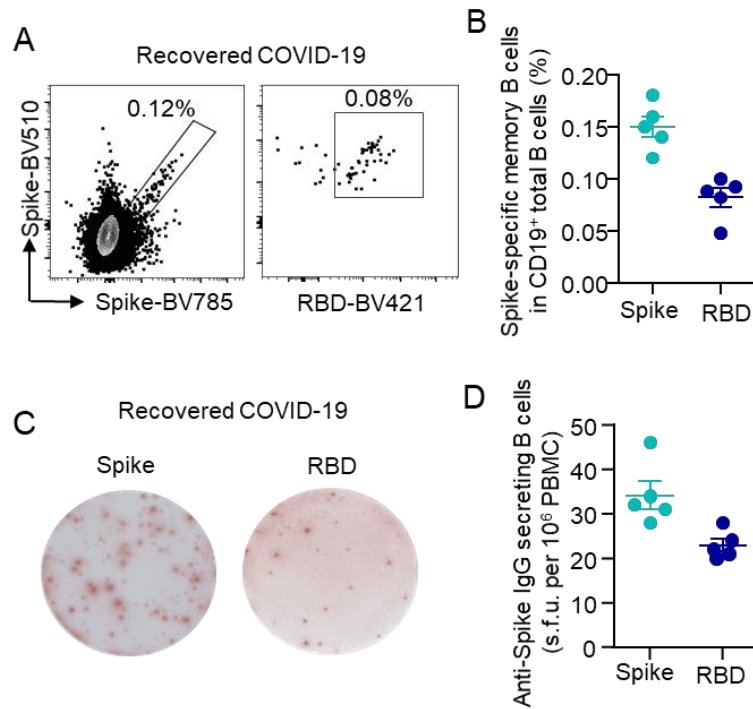 A
Recovered COVID-19
0.12%
0.08%
Spike-BV510
Spike-BV785
RBD-BV421
B
Spike-specific memory B cells
in CD19⁺ total B cells (%)
0.20
0.15
0.10
0.05
0.00
Spike
RBD
C
Recovered COVID-19
Spike
RBD
D
Anti-Spike IgG secreting B cells
(s.f.u. per 10⁶ PBMC)
50
40
30
20
10
0
Spike
RBD